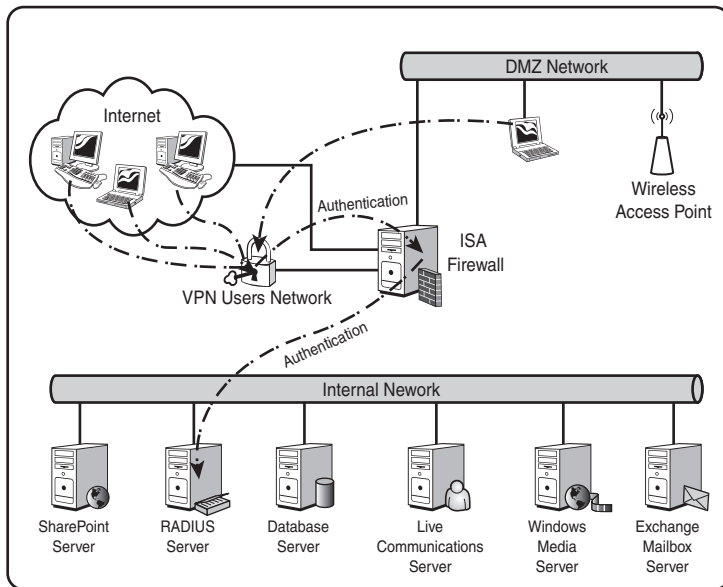 DMZ Network
Internet
Wireless
Access Point
Authentication
ISA
Firewall
VPN Users Network
Authentication
Internal Nework
SharePoint
Server
RADIUS
Server
Database
Server
Live
Communications
Server
Windows
Media
Server
Exchange
Mailbox
Server